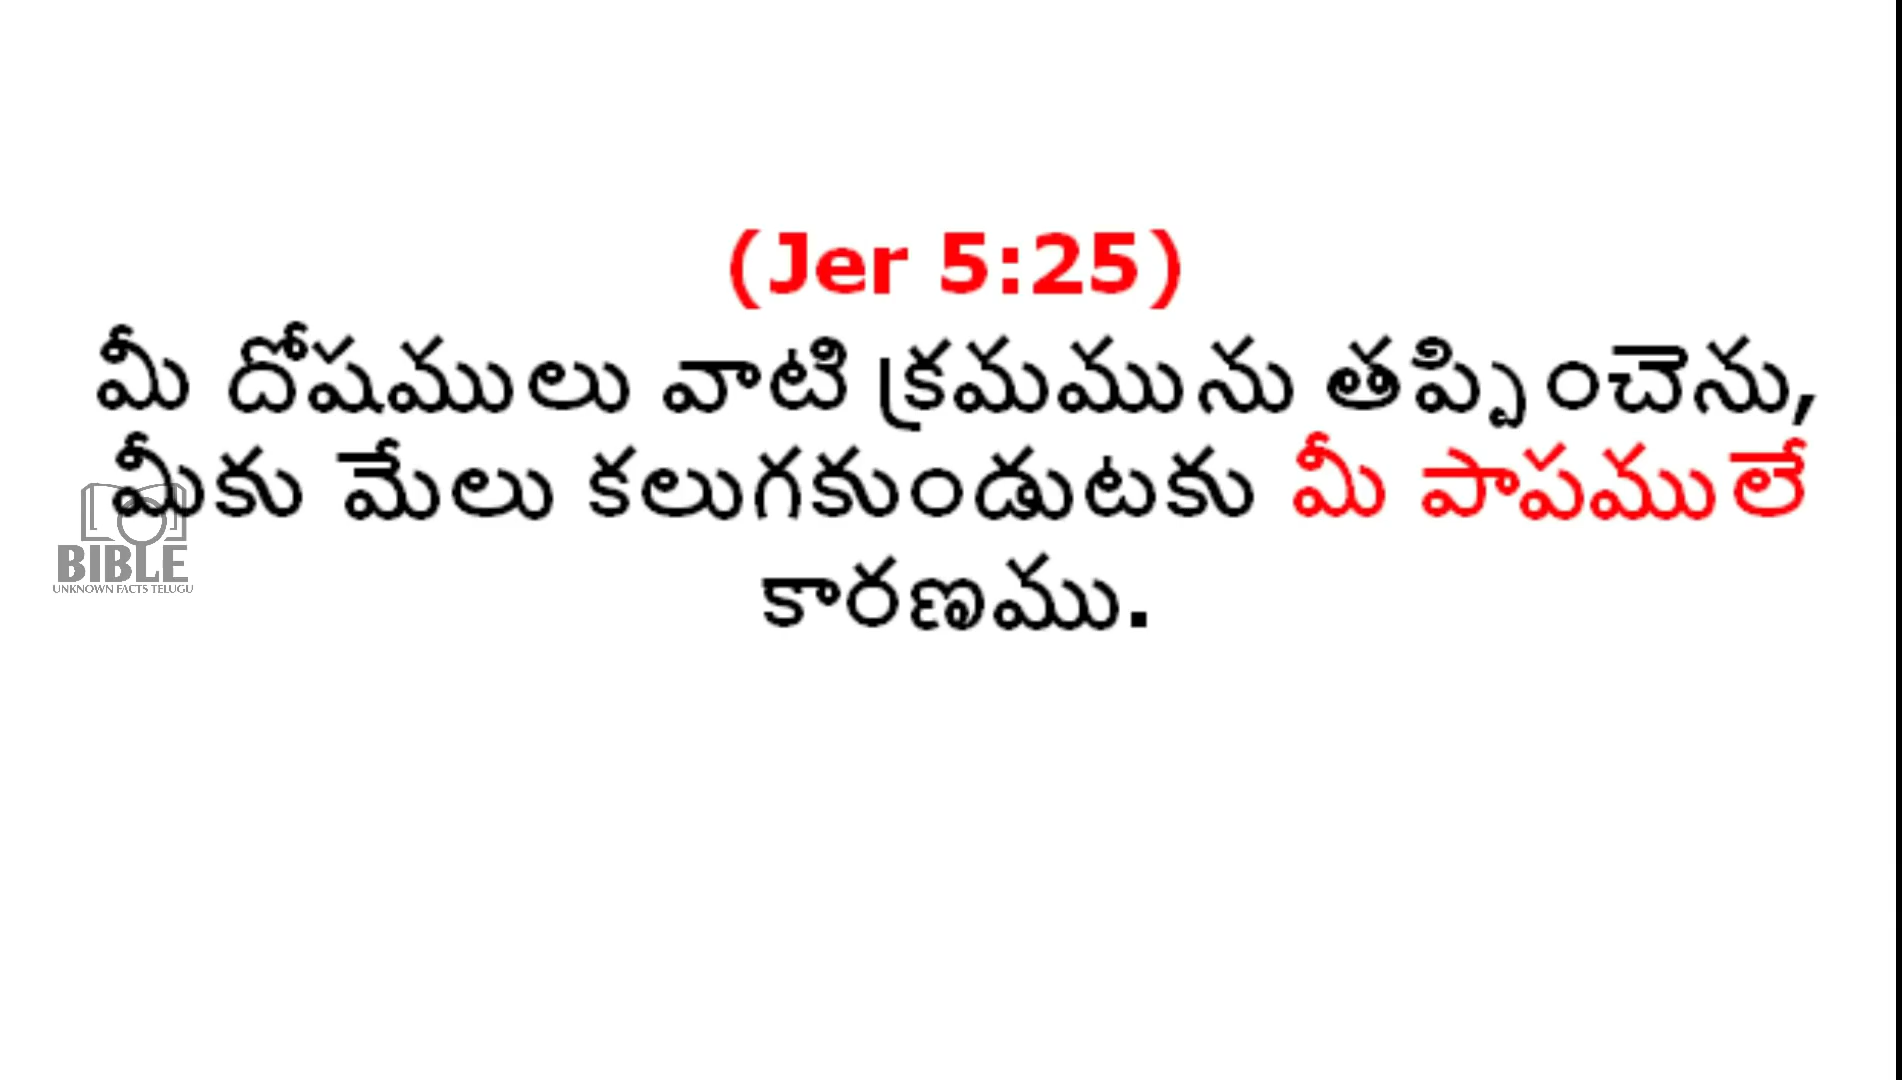 (Jer 5:25)
మీ దోషములు వాటి క్రమమును తప్పించెను,
మీకు మేలు కలుగకుండుటకు మీ పాపములే
కారణము.
BIBLE
UNKNOWN FACTS TELUGU